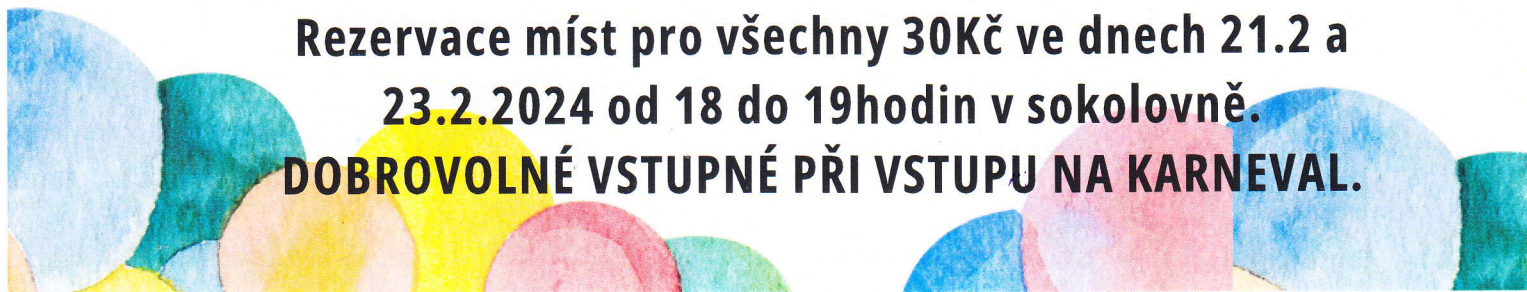 Rezervace míst pro všechny 30Kč ve dnech 21.2 a
23.2.2024 od 18 do 19hodin v sokolovně.
DOBROVOLNÉ VSTUPNÉ PŘI VSTUPU NA KARNEVAL.